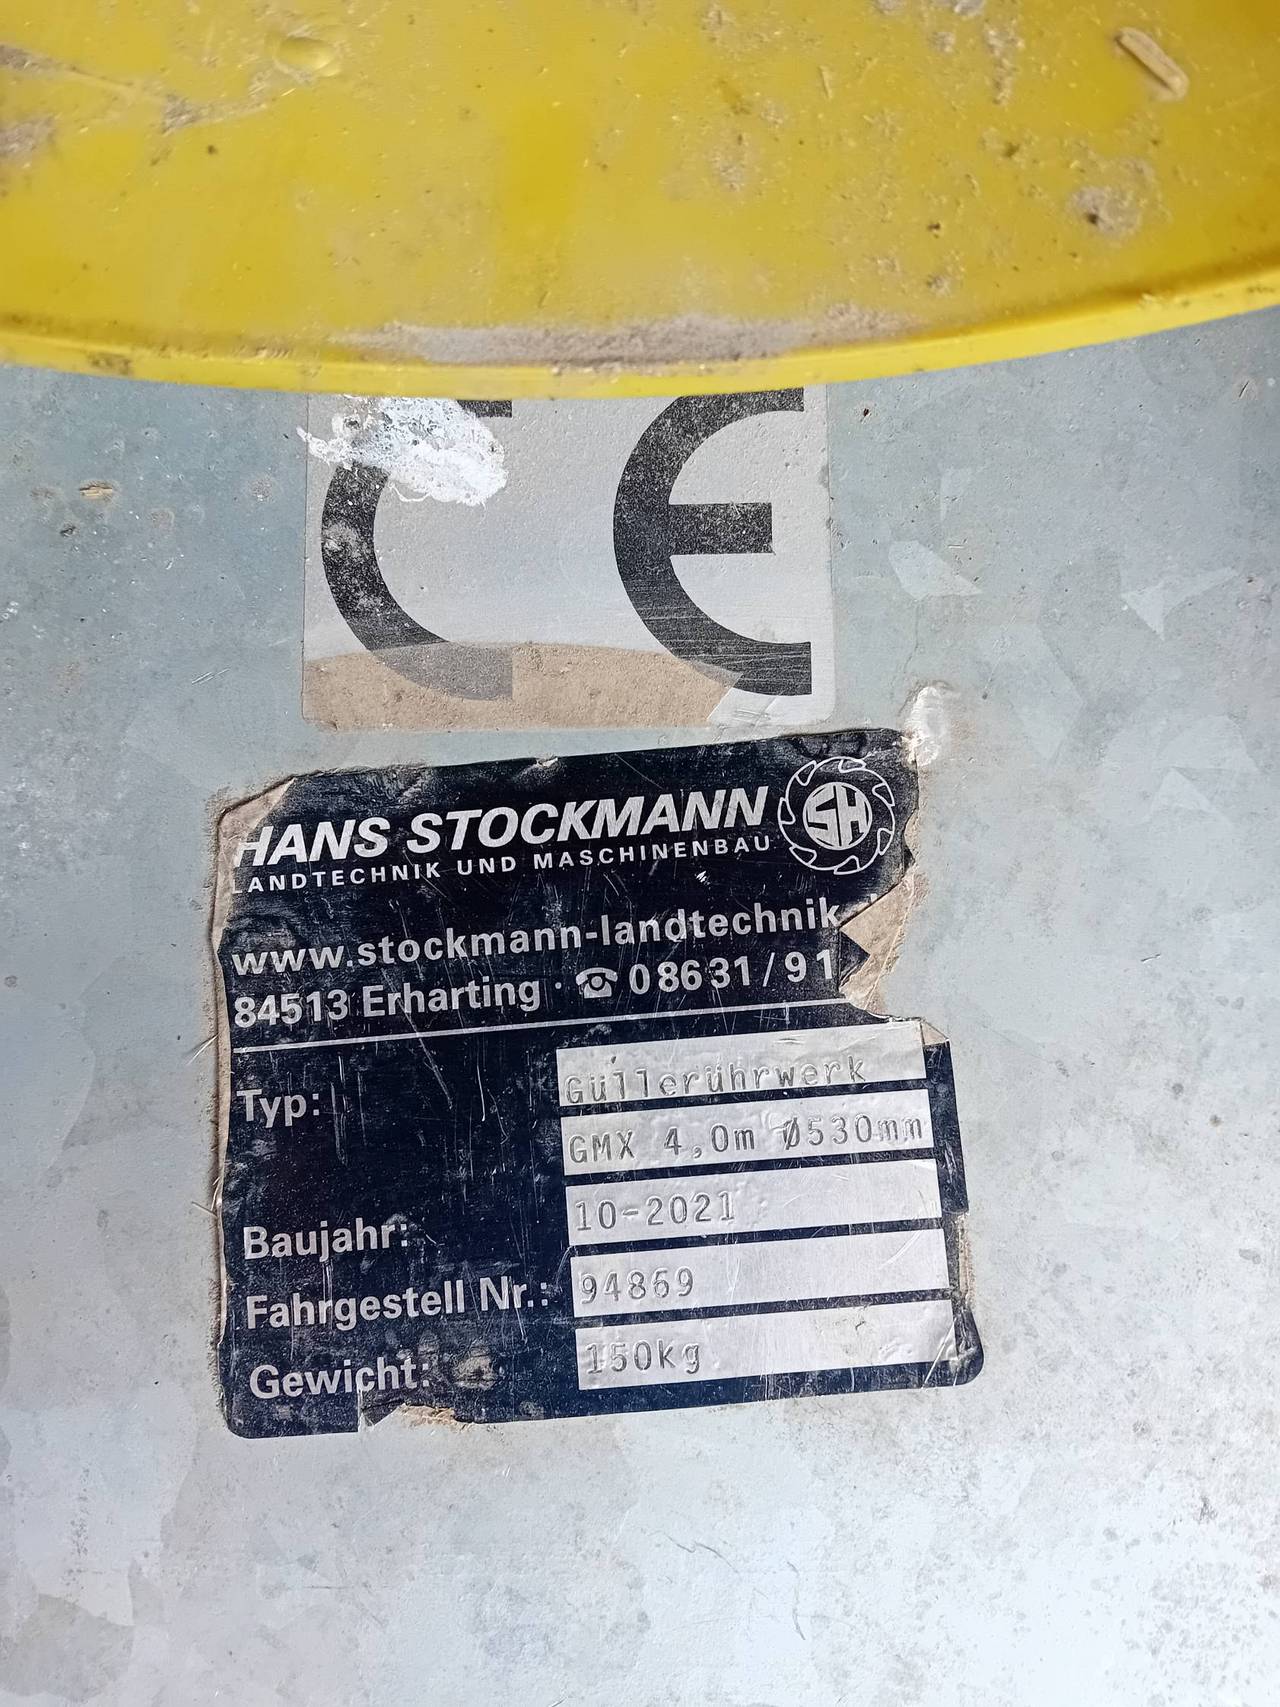 CE
HANS STOCKMANN SH
LANDTECHNIK UND MASCHINENBAU
www.stockmann-landtechnik
84513 Erharting · ☎ 08631/91
Typ: Güllerührwerk
GMX 4,0m Ø530mm
Baujahr: 10-2021
Fahrgestell Nr.: 94869
Gewicht: 150kg